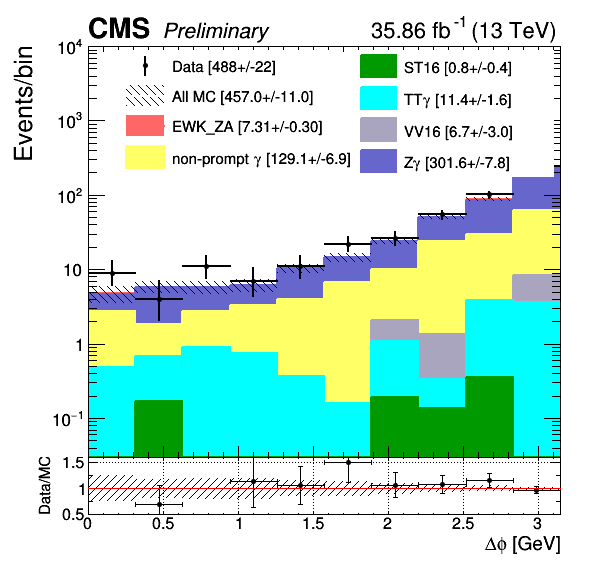 CMS Preliminary 35.86 fb⁻¹ (13 TeV)
Events/bin
10⁴
10³
10²
10
1
10⁻¹
Data [488+/-22]
All MC [457.0+/-11.0]
EWK_ZA [7.31+/-0.30]
non-prompt γ [129.1+/-6.9]
ST16 [0.8+/-0.4]
TTγ [11.4+/-1.6]
VV16 [6.7+/-3.0]
Zγ [301.6+/-7.8]
Data/MC
1.5
1
0.5
0 0.5 1 1.5 2 2.5 3
Δϕ [GeV]